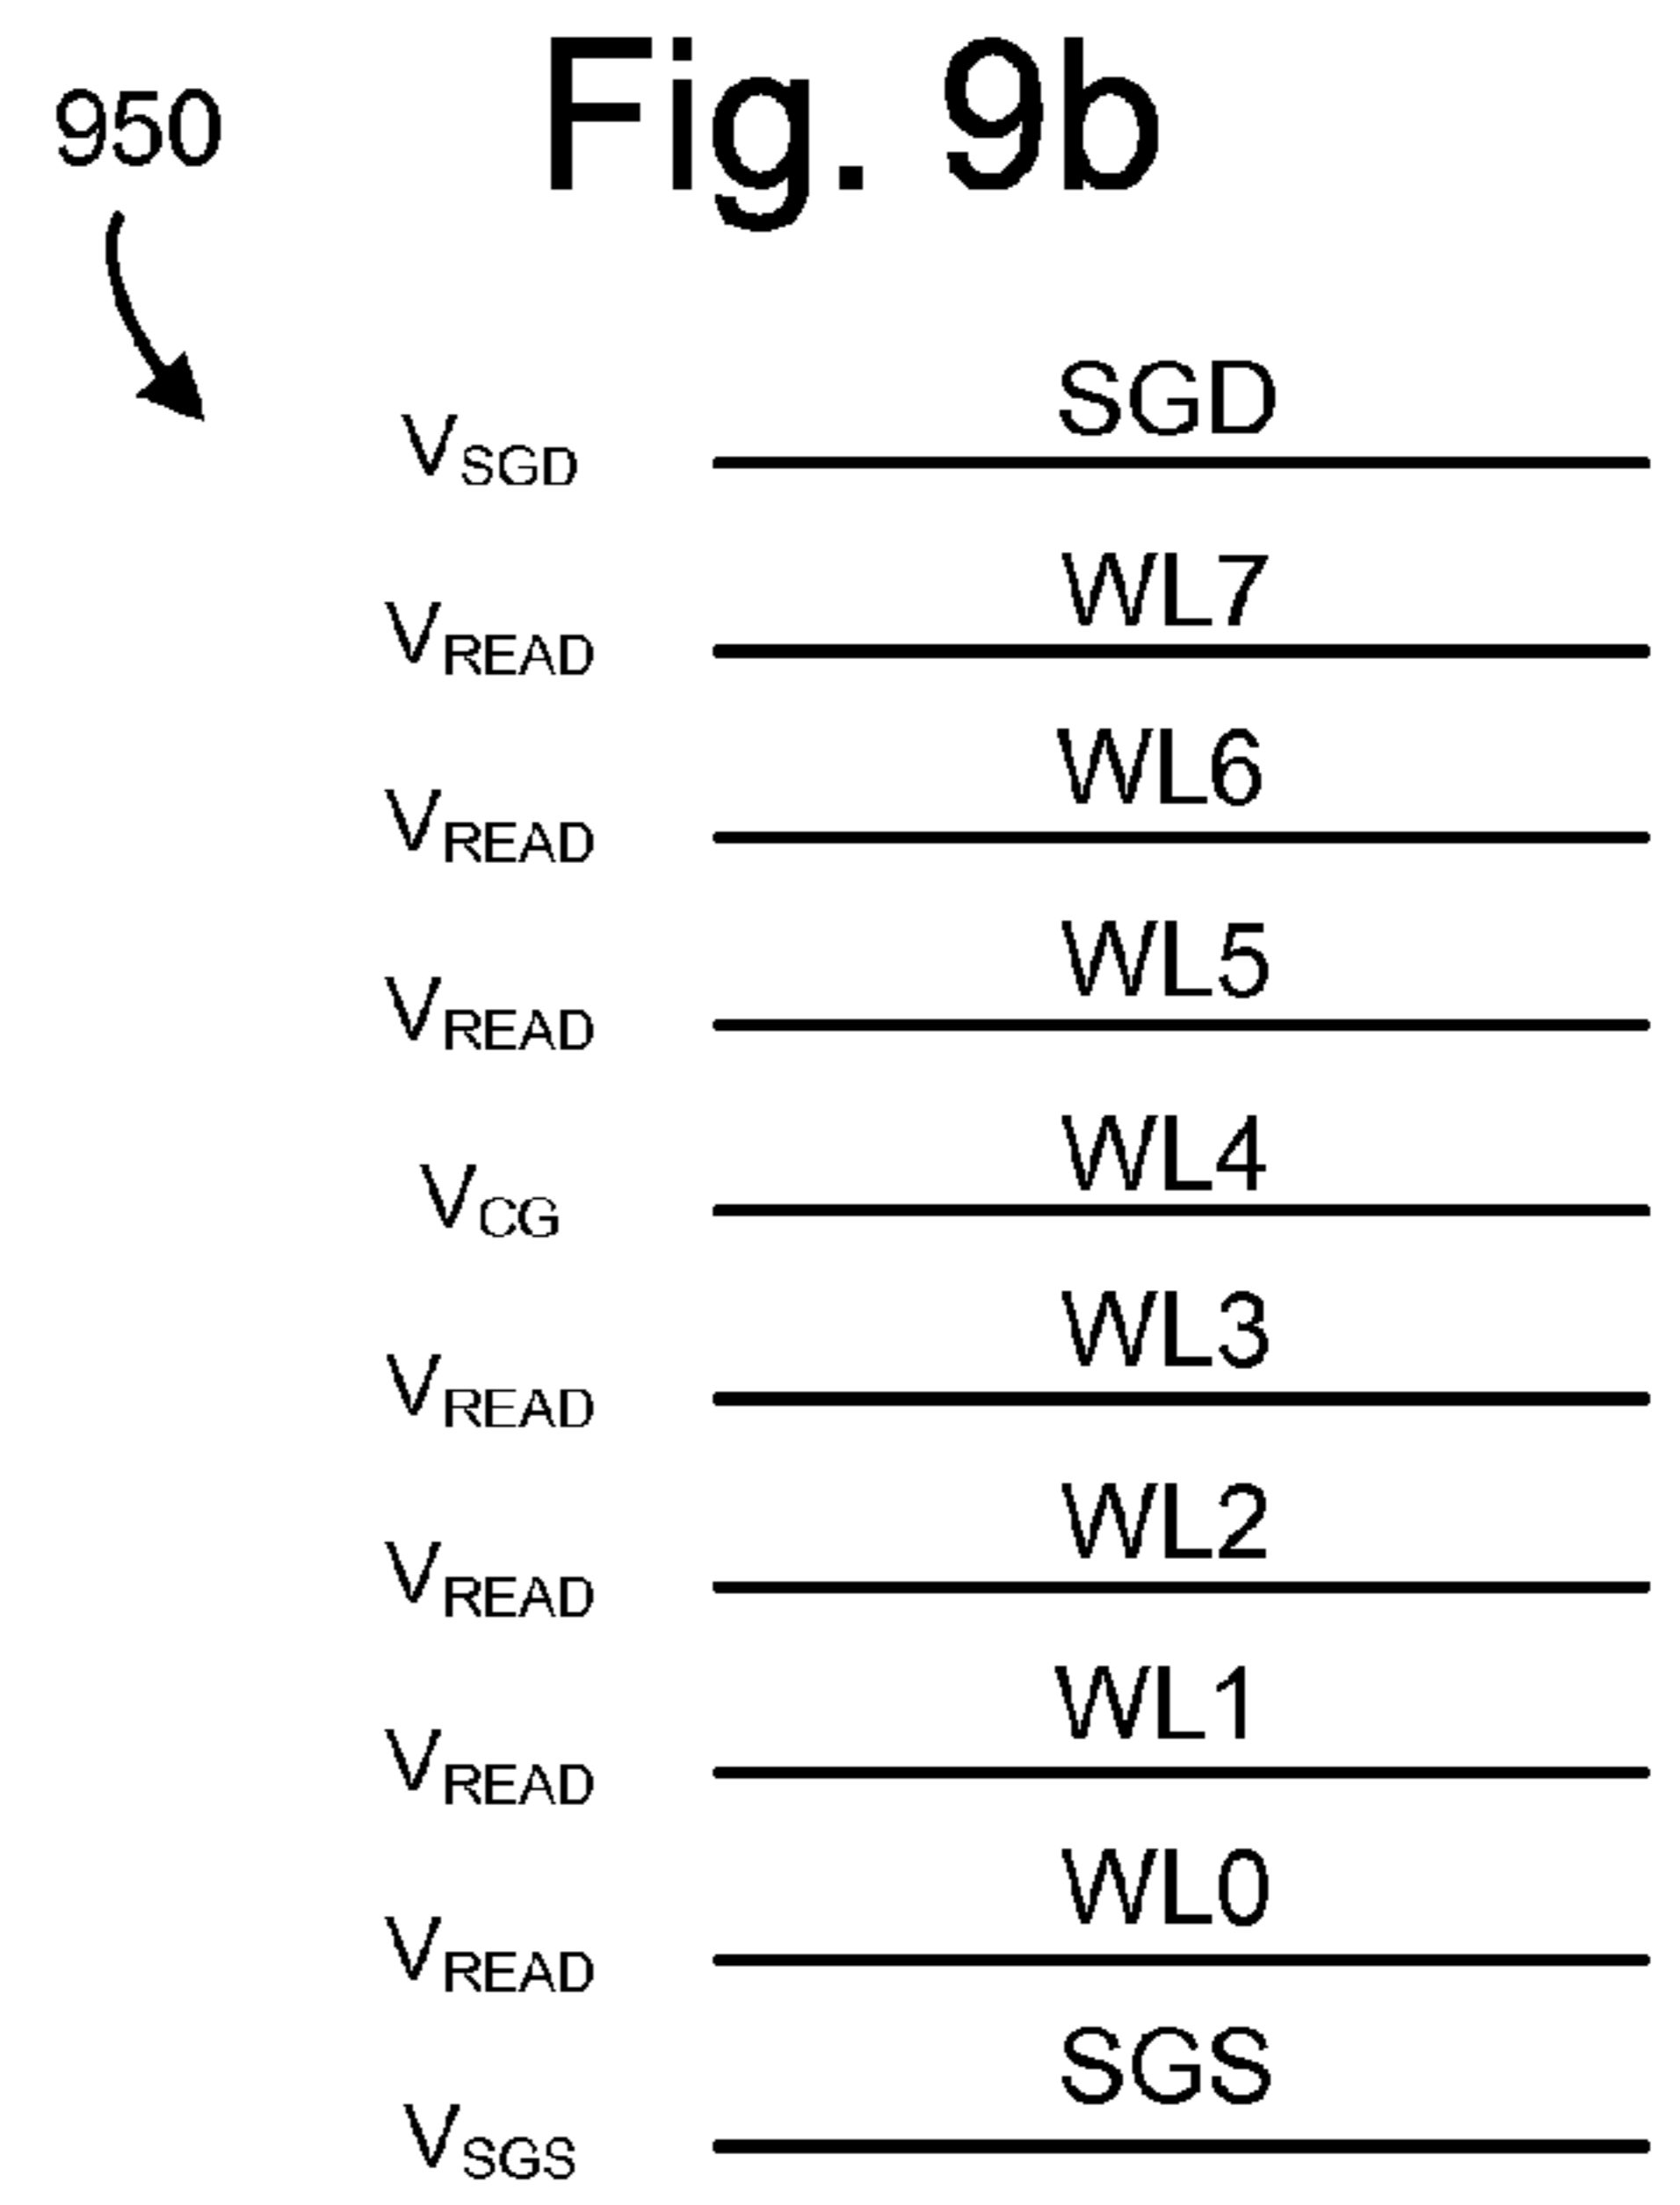 Fig. 9b
950
SGD
VSGD
WL7
VREAD
WL6
VREAD
WL5
VREAD
WL4
VCG
WL3
VREAD
WL2
VREAD
WL1
VREAD
WL0
VREAD
SGS
VSGS